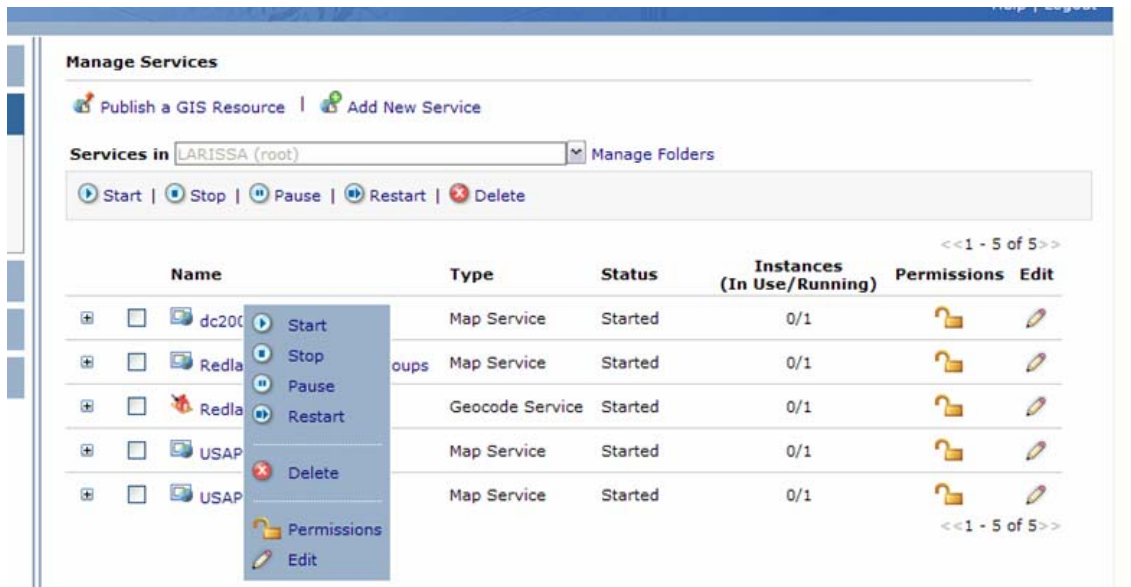 Help | Logout
Manage Services
Publish a GIS Resource | Add New Service
Services in LARISSA (root) Manage Folders
Start | Stop | Pause | Restart | Delete
<<1 - 5 of 5>>
Name Type Status Instances (In Use/Running) Permissions Edit
dc200 Map Service Started 0/1
Redla oups Map Service Started 0/1
Redla Geocode Service Started 0/1
USAP Map Service Started 0/1
USAP Map Service Started 0/1
<<1 - 5 of 5>>
Start
Stop
Pause
Restart
Delete
Permissions
Edit